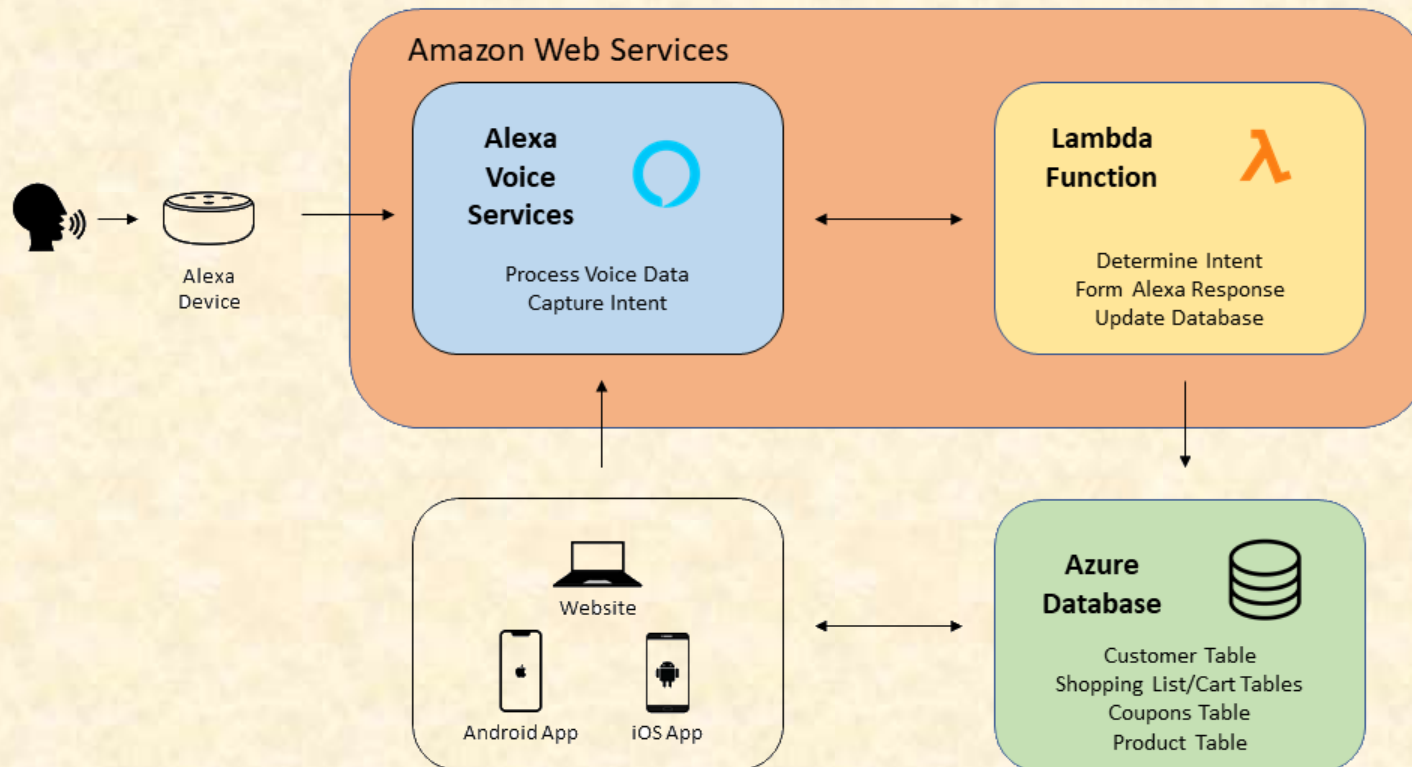 Amazon Web Services
Alexa
Voice
Services
Process Voice Data
Capture Intent
Lambda
Function
λ
Determine Intent
Form Alexa Response
Update Database
Alexa
Device
Website
Android App
iOS App
Azure
Database
Customer Table
Shopping List/Cart Tables
Coupons Table
Product Table